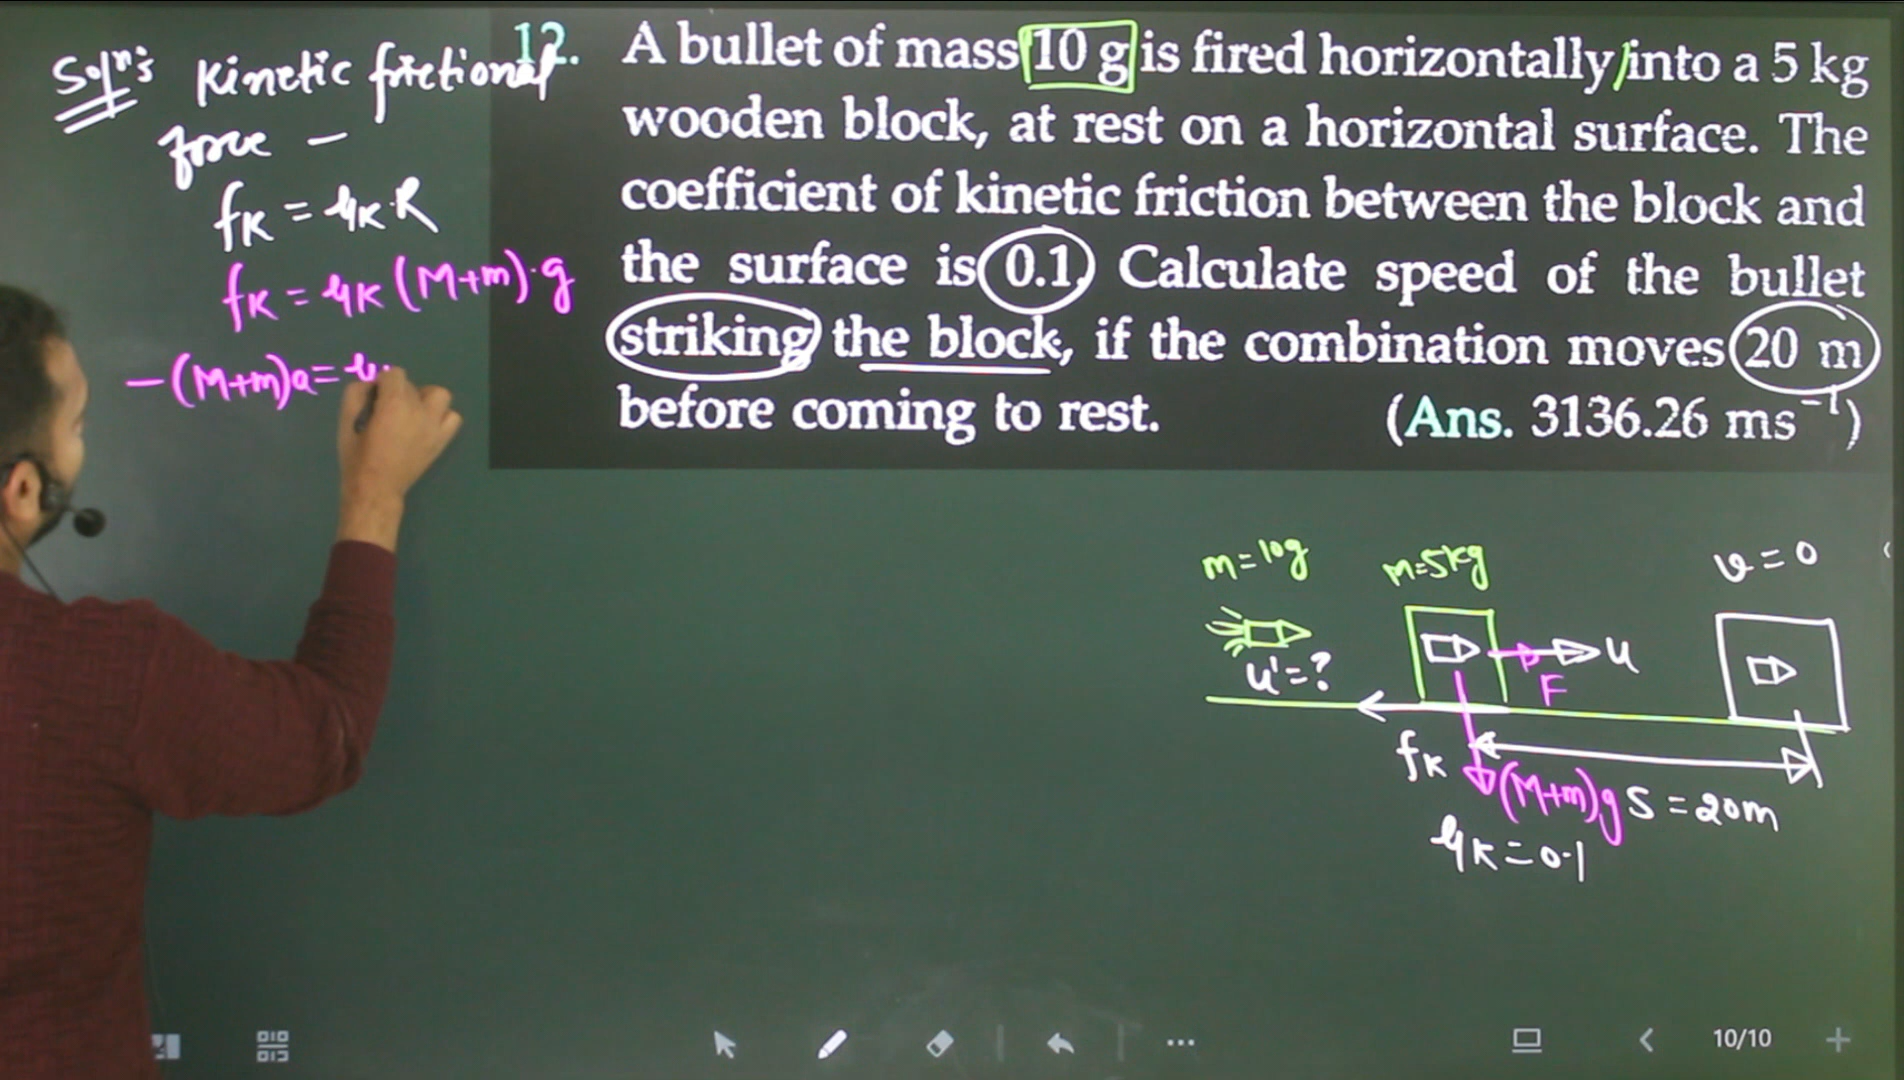 Soln:
Kinetic frictional
force -
fK = μK.R
fK = μK (M+m).g
-(M+m)a=
12. A bullet of mass 10 g is fired horizontally into a 5 kg
wooden block, at rest on a horizontal surface. The
coefficient of kinetic friction between the block and
the surface is 0.1. Calculate speed of the bullet
striking the block, if the combination moves 20 m
before coming to rest. (Ans. 3136.26 ms⁻¹)
m=10g M=5kg v=0
u'=? u
F
fK (M+m)g S=20m
μK=0.1
10/10